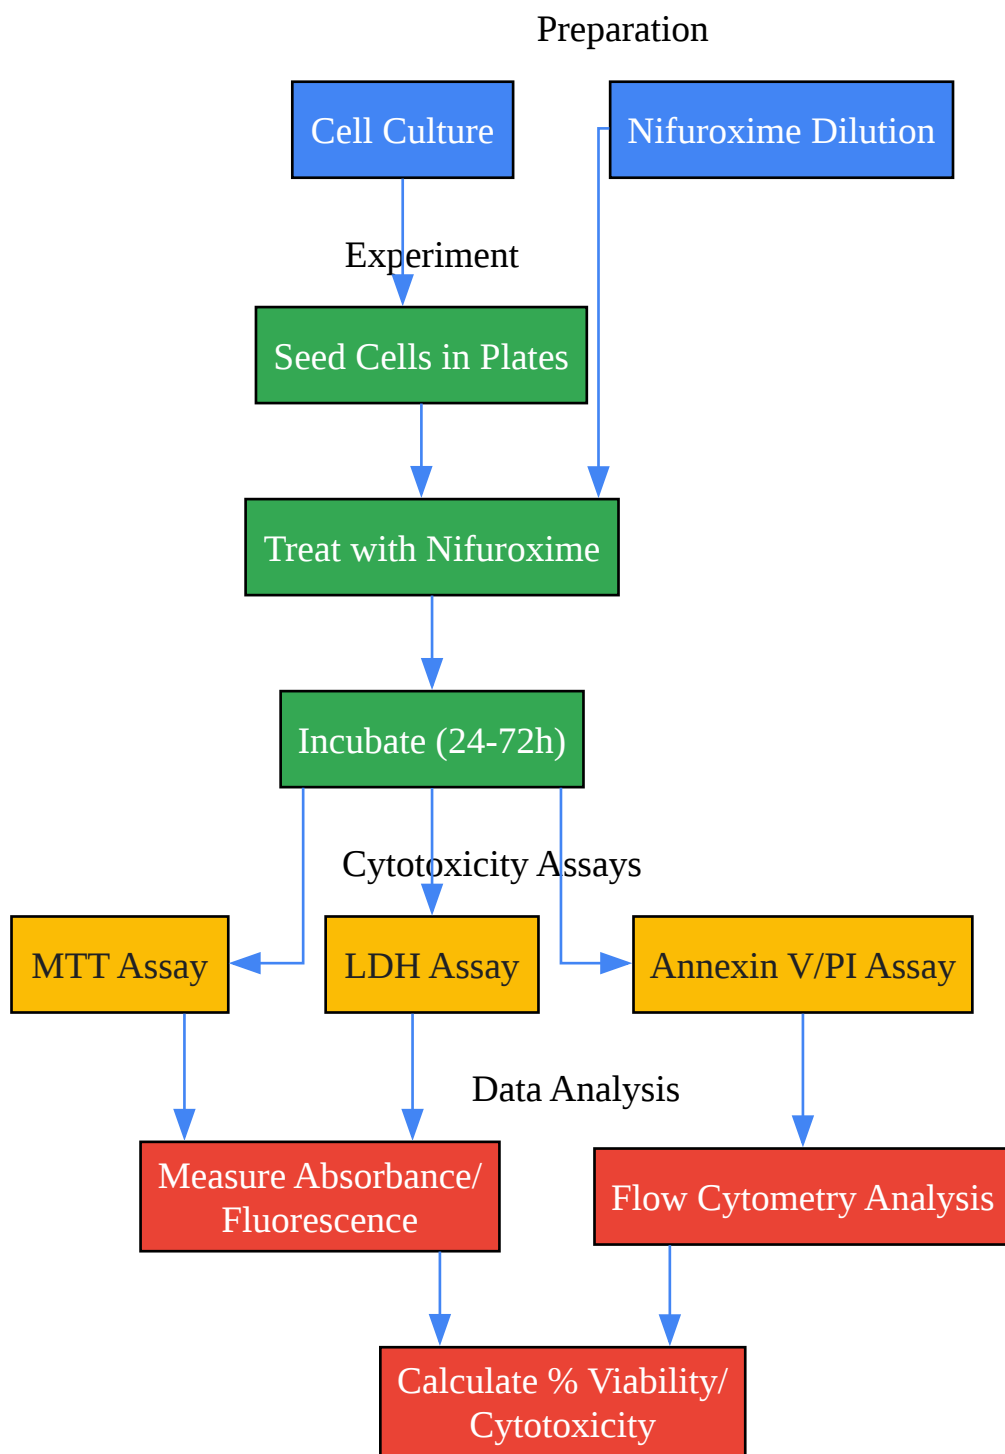 Preparation
Cell Culture
Nifuroxime Dilution
Experiment
Seed Cells in Plates
Treat with Nifuroxime
Incubate (24-72h)
Cytotoxicity Assays
MTT Assay
LDH Assay
Annexin V/PI Assay
Data Analysis
Measure Absorbance/
Fluorescence
Flow Cytometry Analysis
Calculate % Viability/
Cytotoxicity